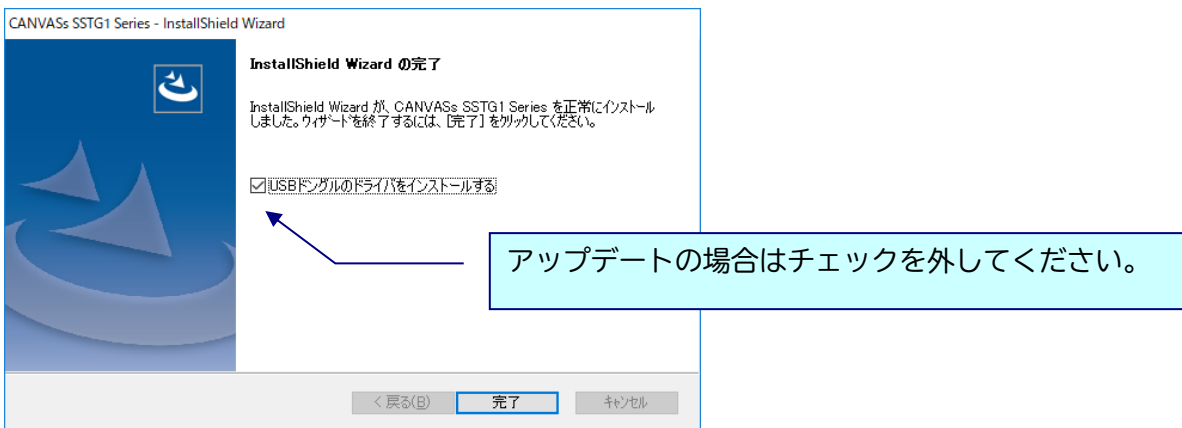 CANVASs SSTG1 Series - InstallShield Wizard
InstallShield Wizard の完了
InstallShield Wizard が、CANVASs SSTG1 Series を正常にインストール
しました。ウィザードを終了するには、[完了] をクリックしてください。
USBドングルのドライバをインストールする
アップデートの場合はチェックを外してください。
< 戻る(B)
完了
キャンセル